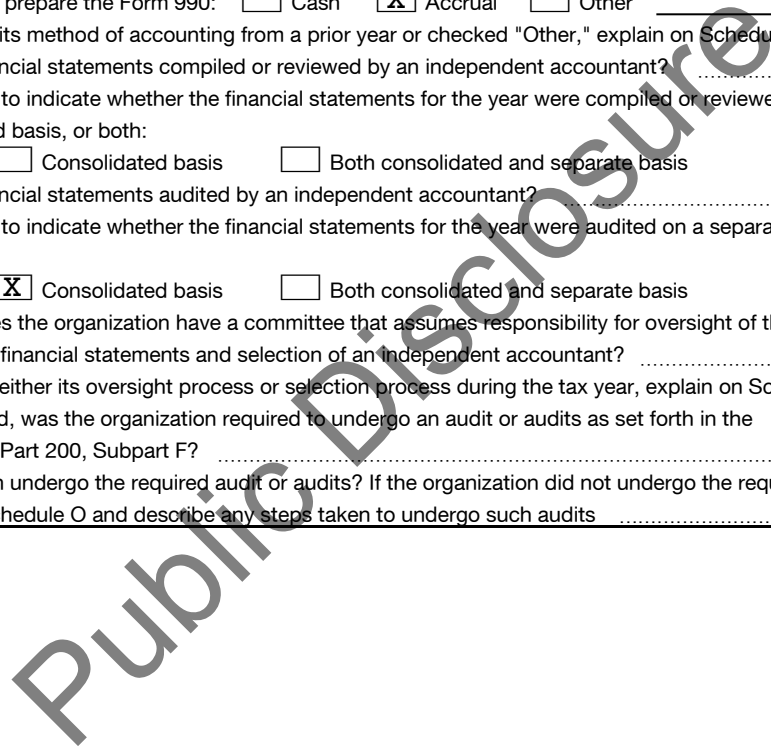 prepare the Form 990: Cash X Accrual Other
its method of accounting from a prior year or checked "Other," explain on Schedu
ncial statements compiled or reviewed by an independent accountant?
to indicate whether the financial statements for the year were compiled or reviewe
d basis, or both:
Consolidated basis Both consolidated and separate basis
ncial statements audited by an independent accountant?
to indicate whether the financial statements for the year were audited on a separa
X Consolidated basis Both consolidated and separate basis
es the organization have a committee that assumes responsibility for oversight of th
financial statements and selection of an independent accountant?
either its oversight process or selection process during the tax year, explain on Sc
d, was the organization required to undergo an audit or audits as set forth in the
Part 200, Subpart F?
n undergo the required audit or audits? If the organization did not undergo the requ
hedule O and describe any steps taken to undergo such audits
Public Disclosure